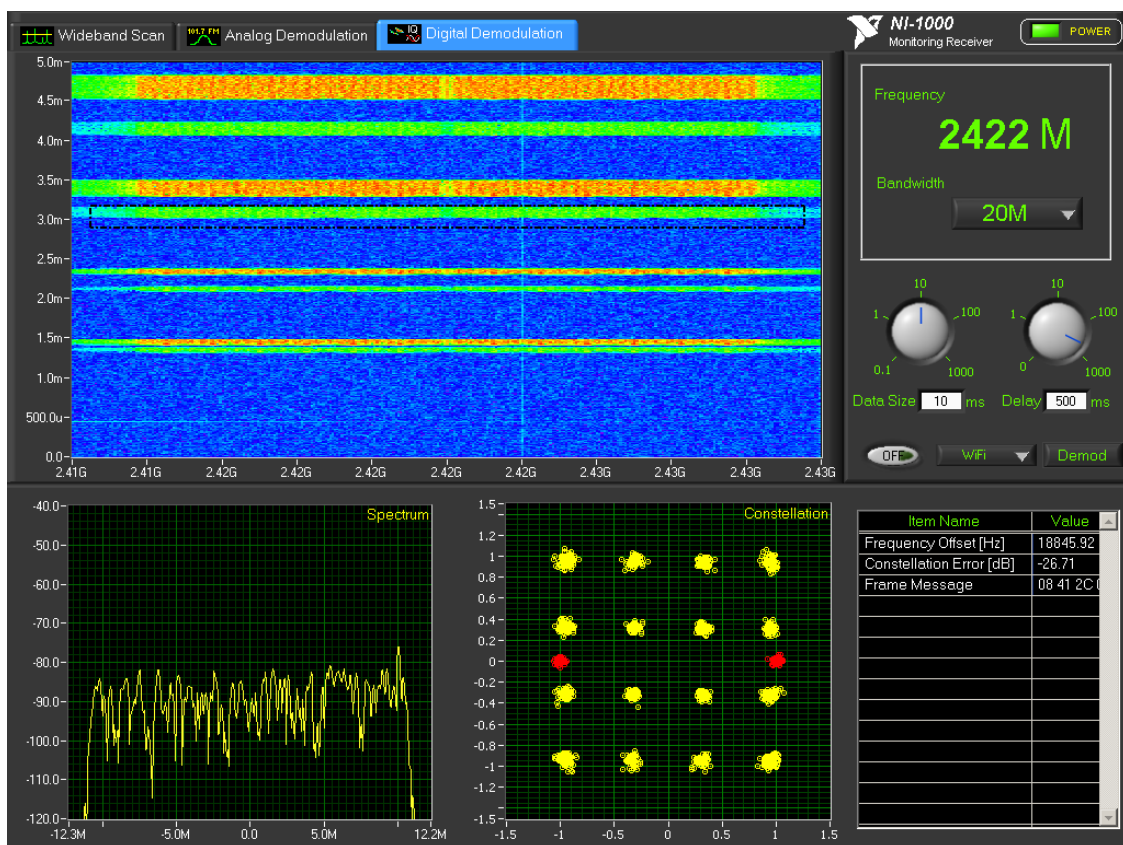 Wideband Scan 101.7 FM Analog Demodulation IQ Digital Demodulation
NI-1000
Monitoring Receiver
POWER
5.0m
4.5m
4.0m
3.5m
3.0m
2.5m
2.0m
1.5m
1.0m
500.0u
0.0
2.41G 2.41G 2.42G 2.42G 2.42G 2.42G 2.42G 2.43G 2.43G 2.43G 2.43G
Frequency
2422 M
Bandwidth
20M
10 10
1 100 1 100
0.1 1000 0 1000
Data Size 10 ms Delay 500 ms
OFF WiFi Demod
Spectrum
-40.0
-50.0
-60.0
-70.0
-80.0
-90.0
-100.0
-110.0
-120.0
-12.3M -5.0M 0.0 5.0M 12.2M
Constellation
1.5
1.2
1
0.8
0.6
0.4
0.2
0
-0.2
-0.4
-0.6
-0.8
-1
-1.2
-1.5
-1.5 -1 -0.5 0 0.5 1 1.5
Item Name Value
Frequency Offset [Hz] 18845.92
Constellation Error [dB] -26.71
Frame Message 08 41 2C